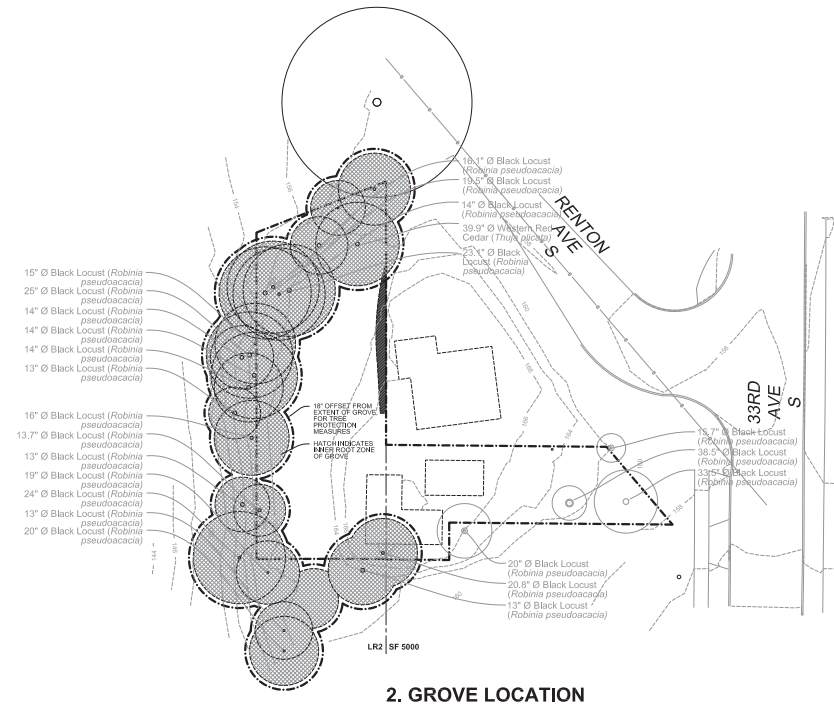 16.1" Ø Black Locust
(Robinia pseudoacacia)
19.5" Ø Black Locust
(Robinia pseudoacacia)
14" Ø Black Locust
(Robinia pseudoacacia)
39.9" Ø Western Red
Cedar (Thuja plicata)
23.1" Ø Black
Locust (Robinia
pseudoacacia)
RENTON
AVE
S
15" Ø Black Locust (Robinia
pseudoacacia)
25" Ø Black Locust (Robinia
pseudoacacia)
14" Ø Black Locust (Robinia
pseudoacacia)
14" Ø Black Locust (Robinia
pseudoacacia)
14" Ø Black Locust (Robinia
pseudoacacia)
13" Ø Black Locust (Robinia
pseudoacacia)
16" Ø Black Locust (Robinia
pseudoacacia)
13.7" Ø Black Locust (Robinia
pseudoacacia)
13" Ø Black Locust (Robinia
pseudoacacia)
19" Ø Black Locust (Robinia
pseudoacacia)
24" Ø Black Locust (Robinia
pseudoacacia)
13" Ø Black Locust (Robinia
pseudoacacia)
20" Ø Black Locust (Robinia
pseudoacacia)
18" OFFSET FROM
EXTENT OF GROVE
FOR TREE
PROTECTION
MEASURES
HATCH INDICATES
INNER ROOT ZONE
OF GROVE
33RD
AVE
S
15.7" Ø Black Locust
(Robinia pseudoacacia)
38.5" Ø Black Locust
(Robinia pseudoacacia)
33.5" Ø Black Locust
(Robinia pseudoacacia)
20" Ø Black Locust
(Robinia pseudoacacia)
20.8" Ø Black Locust
(Robinia pseudoacacia)
13" Ø Black Locust
(Robinia pseudoacacia)
154
156
160
166
164
156
158
144
LR2 SF 5000
2. GROVE LOCATION